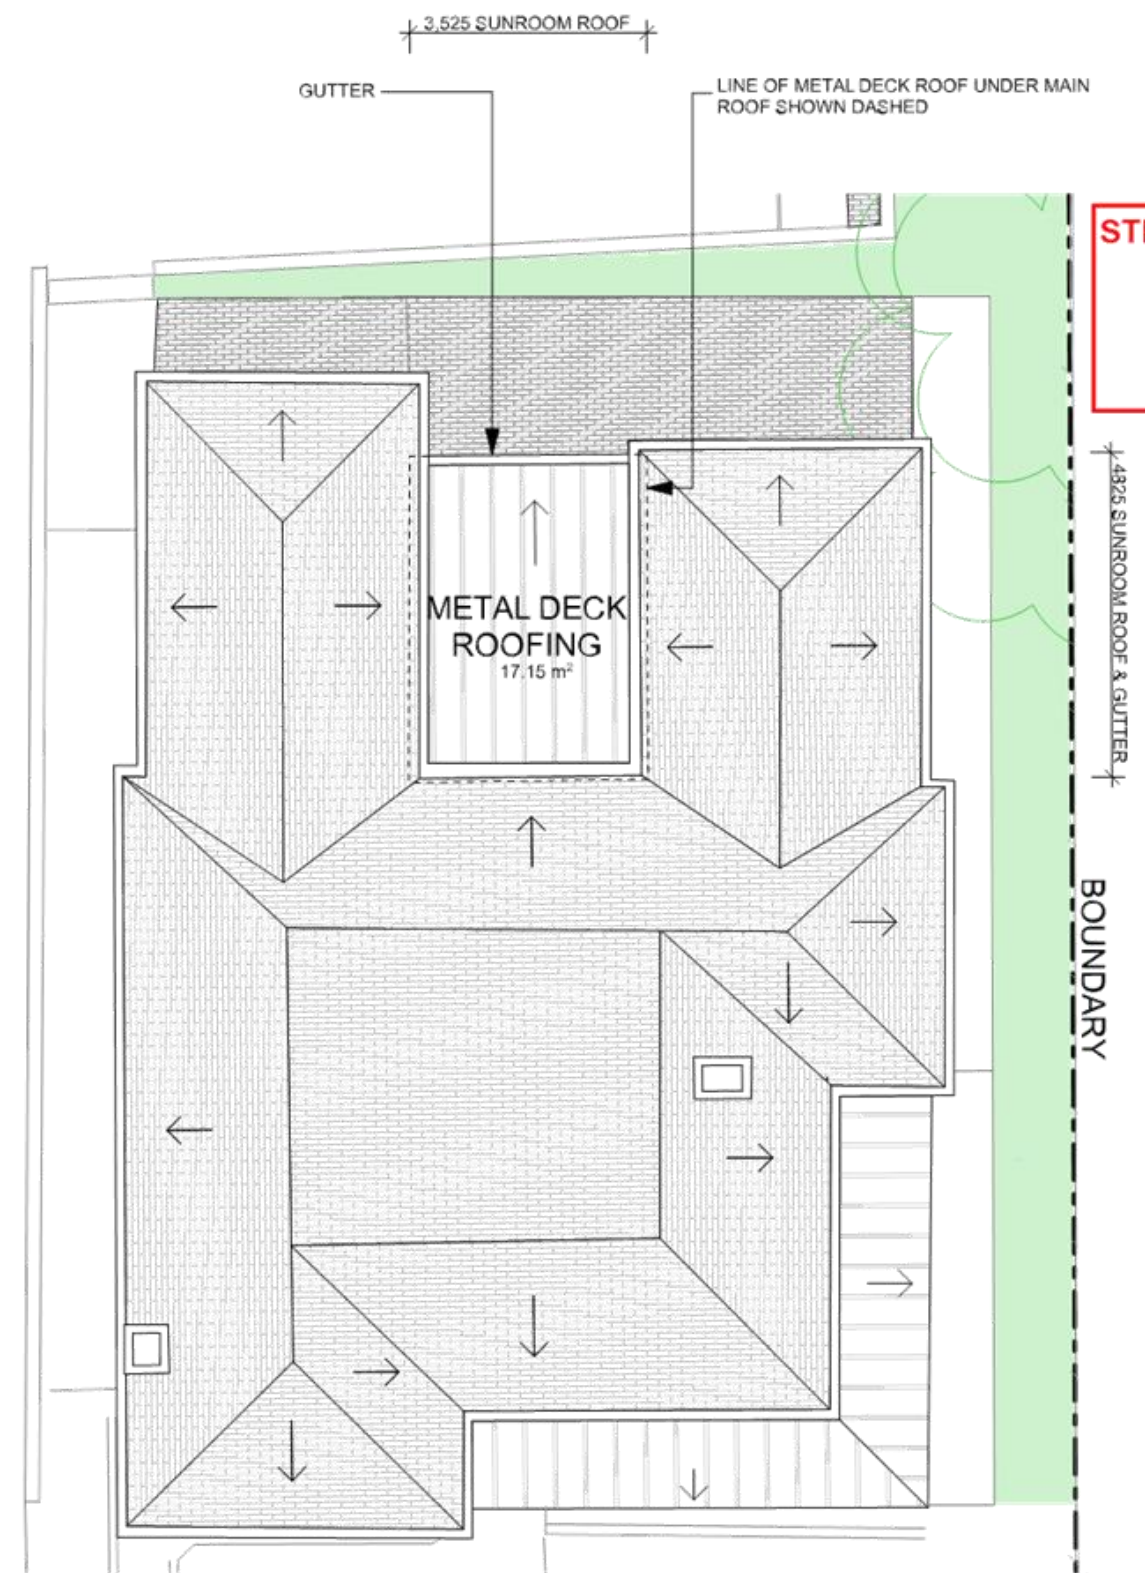 3,525 SUNROOM ROOF
GUTTER
LINE OF METAL DECK ROOF UNDER MAIN
ROOF SHOWN DASHED
4825 SUNROOM ROOF & GUTTER
METAL DECK
ROOFING
17.15 m²
BOUNDARY